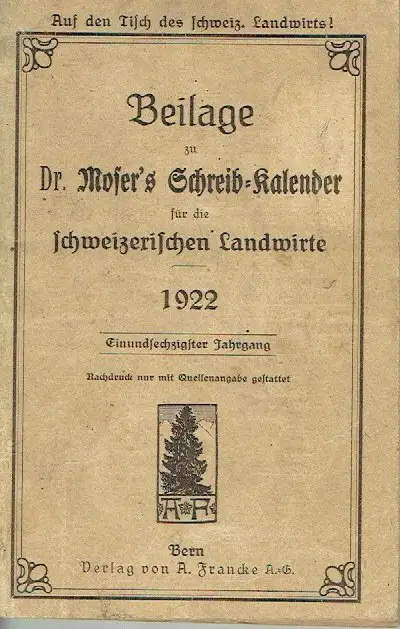 Auf den Tisch des schweiz. Landwirts!
Beilage
zu
Dr. Moser's Schreib-Kalender
für die
schweizerischen Landwirte
1922
Einundsechzigster Jahrgang
Nachdruck nur mit Quellenangabe gestattet
A F
Bern
Verlag von A. Francke A.-G.